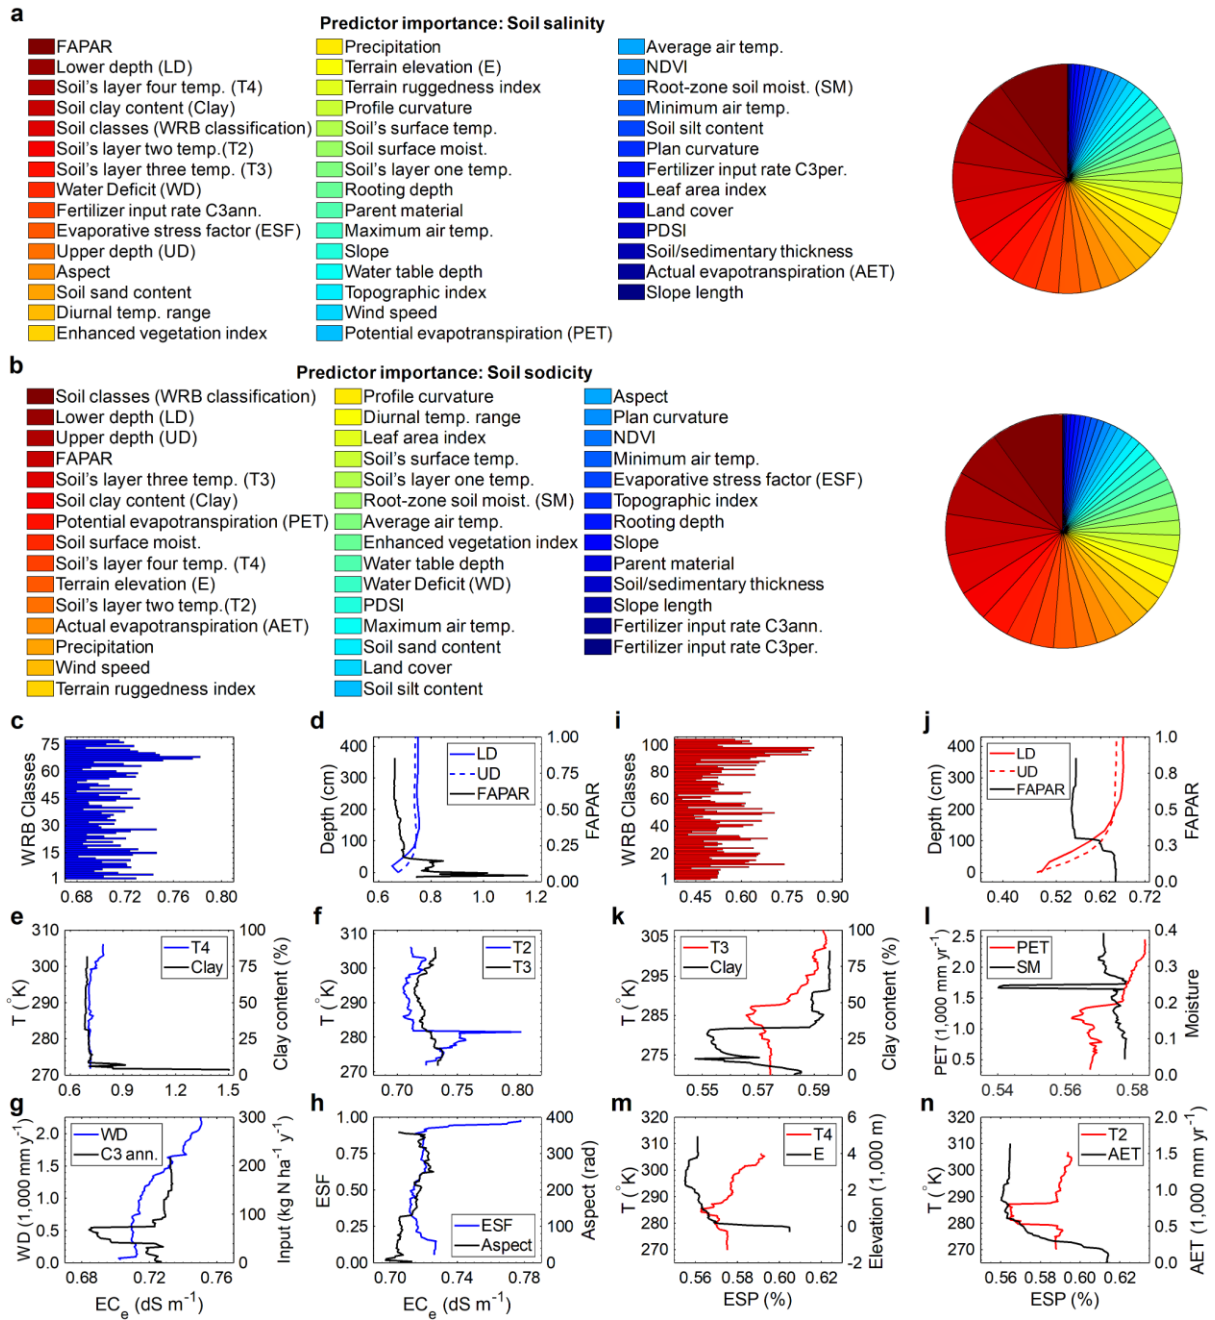 a
Predictor importance: Soil salinity
FAPAR
Lower depth (LD)
Soil's layer four temp. (T4)
Soil clay content (Clay)
Soil classes (WRB classification)
Soil's layer two temp.(T2)
Soil's layer three temp. (T3)
Water Deficit (WD)
Fertilizer input rate C3ann.
Evaporative stress factor (ESF)
Upper depth (UD)
Aspect
Soil sand content
Diurnal temp. range
Enhanced vegetation index
Precipitation
Terrain elevation (E)
Terrain ruggedness index
Profile curvature
Soil's surface temp.
Soil surface moist.
Soil's layer one temp.
Rooting depth
Parent material
Maximum air temp.
Slope
Water table depth
Topographic index
Wind speed
Potential evapotranspiration (PET)
Average air temp.
NDVI
Root-zone soil moist. (SM)
Minimum air temp.
Soil silt content
Plan curvature
Fertilizer input rate C3per.
Leaf area index
Land cover
PDSI
Soil/sedimentary thickness
Actual evapotranspiration (AET)
Slope length
b
Predictor importance: Soil sodicity
Soil classes (WRB classification)
Lower depth (LD)
Upper depth (UD)
FAPAR
Soil's layer three temp. (T3)
Soil clay content (Clay)
Potential evapotranspiration (PET)
Soil surface moist.
Soil's layer four temp. (T4)
Terrain elevation (E)
Soil's layer two temp.(T2)
Actual evapotranspiration (AET)
Precipitation
Wind speed
Terrain ruggedness index
Profile curvature
Diurnal temp. range
Leaf area index
Soil's surface temp.
Soil's layer one temp.
Root-zone soil moist. (SM)
Average air temp.
Enhanced vegetation index
Water table depth
Water Deficit (WD)
PDSI
Maximum air temp.
Soil sand content
Land cover
Soil silt content
Aspect
Plan curvature
NDVI
Minimum air temp.
Evaporative stress factor (ESF)
Topographic index
Rooting depth
Slope
Parent material
Soil/sedimentary thickness
Slope length
Fertilizer input rate C3ann.
Fertilizer input rate C3per.
c
WRB Classes
75
60
45
30
15
1
0.68 0.72 0.76 0.80
d
Depth (cm)
400
300
200
100
0
LD
UD
FAPAR
1.00
0.75
0.50
0.25
0.00
FAPAR
0.6 0.8 1.0 1.2
i
WRB Classes
100
80
60
40
20
1
0.45 0.60 0.75 0.90
j
Depth (cm)
400
300
200
100
0
LD
UD
FAPAR
1.0
0.9
0.6
0.3
0.0
FAPAR
0.40 0.56 0.64 0.72
e
T (°K)
310
300
290
280
270
T4
Clay
100
75
50
25
0
Clay content (%)
0.6 0.9 1.2 1.5
f
T (°K)
310
300
290
280
270
T2
T3
0.70 0.75 0.80
k
T (°K)
305
295
285
275
T3
Clay
100
75
50
25
0
Clay content (%)
0.55 0.57 0.59
l
PET (1,000 mm yr-1)
2.5
2.0
1.5
1.0
0.5
PET
SM
0.4
0.3
0.2
0.1
0.0
Moisture
0.54 0.56 0.58
g
WD (1,000 mm y-1)
2.0
1.5
1.0
0.5
0.0
WD
C3 ann.
300
200
100
0
Input (kg N ha-1 y-1)
0.68 0.72 0.76
ECe (dS m-1)
h
ESF
1.00
0.75
0.50
0.25
0.00
ESF
Aspect
400
300
200
100
0
Aspect (rad)
0.70 0.74 0.78
ECe (dS m-1)
m
T (°K)
320
310
300
290
280
270
T4
E
6
4
2
0
-2
Elevation (1,000 m)
0.56 0.58 0.60 0.62
ESP (%)
n
T (°K)
320
310
300
290
280
270
T2
AET
2.0
1.5
1.0
0.5
0.0
AET (1,000 mm yr-1)
0.56 0.58 0.60 0.62
ESP (%)